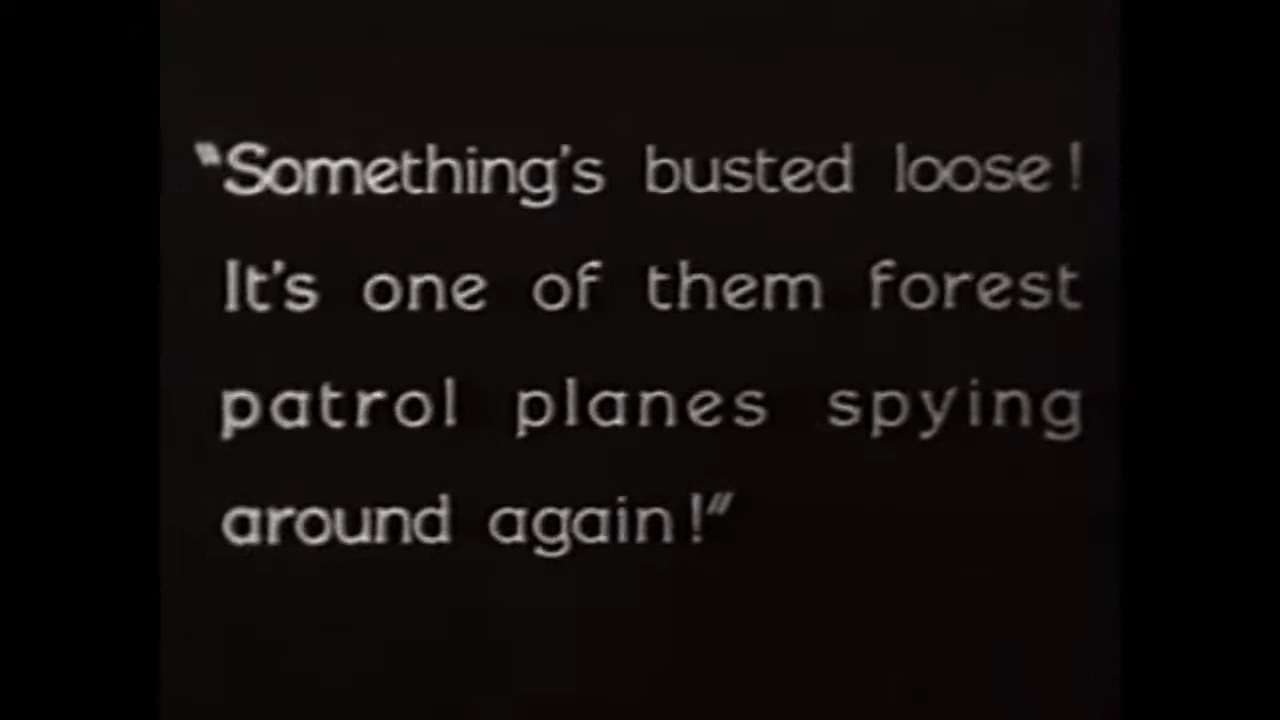 "Something's busted loose!
It's one of them forest
patrol planes spying
around again!"